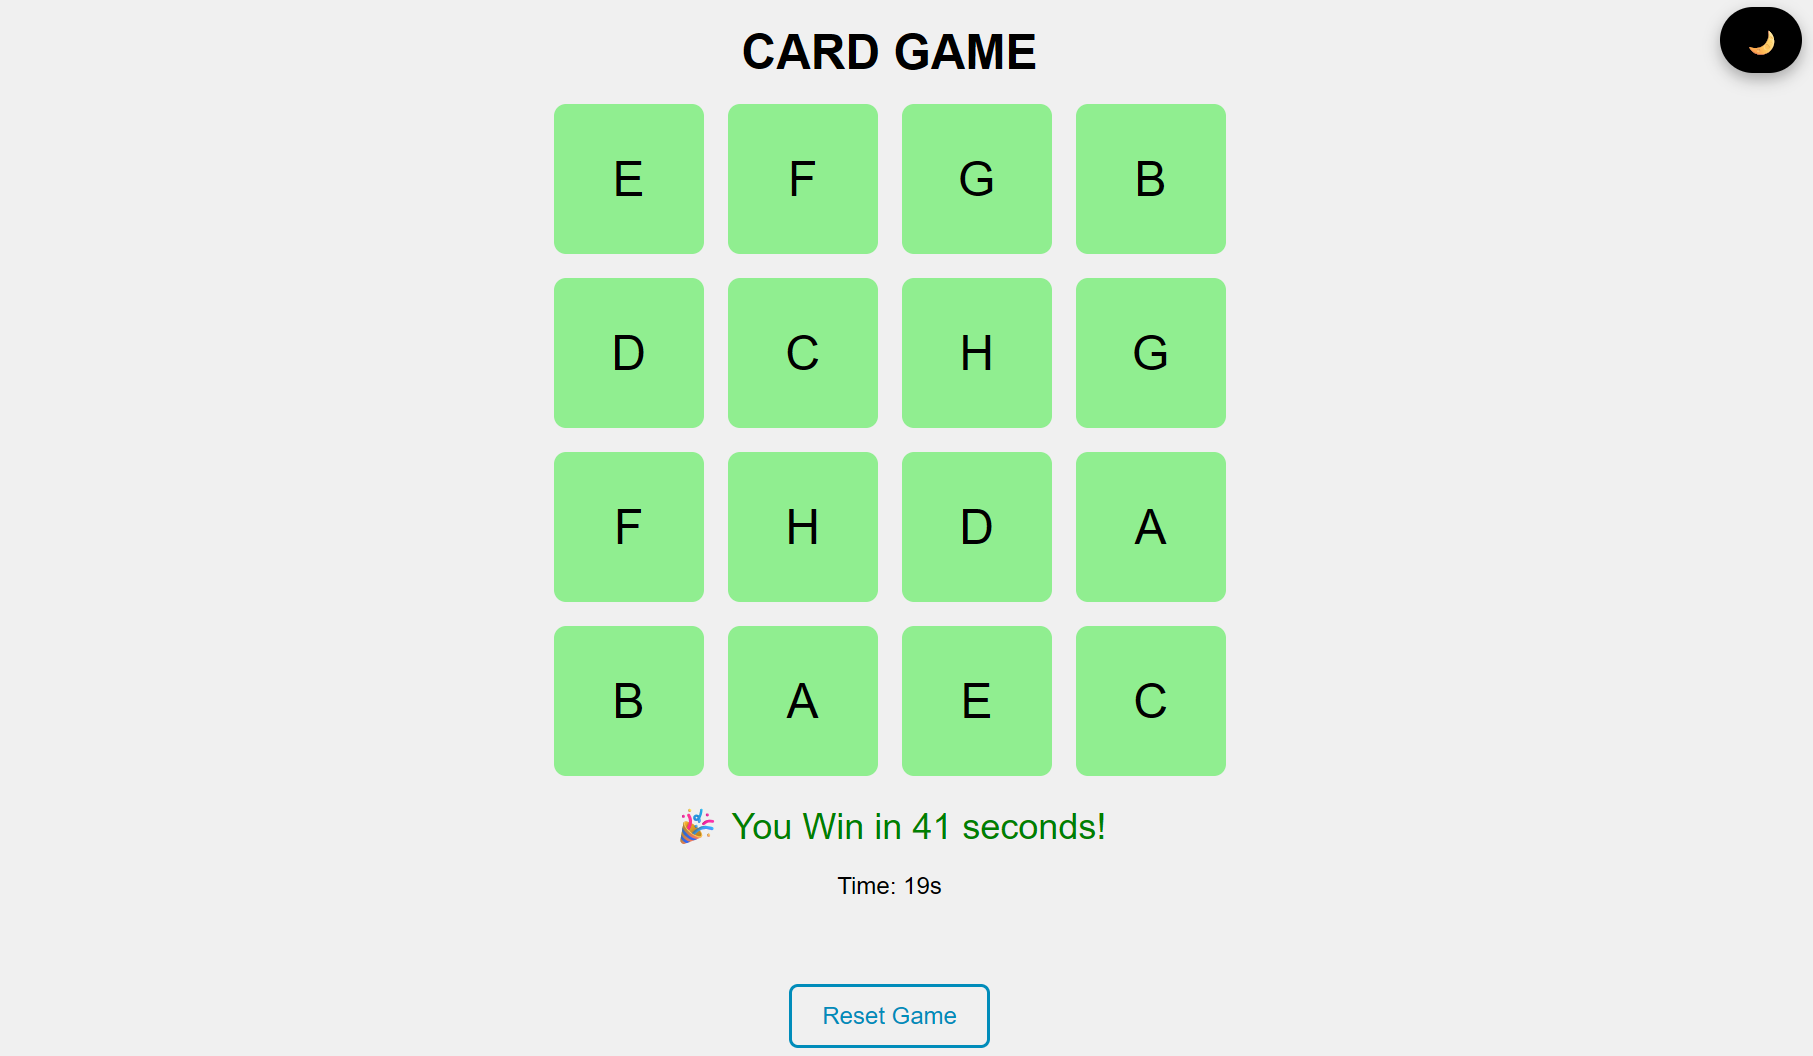 CARD GAME
E F G B
D C H G
F H D A
B A E C
🎉 You Win in 41 seconds!
Time: 19s
Reset Game